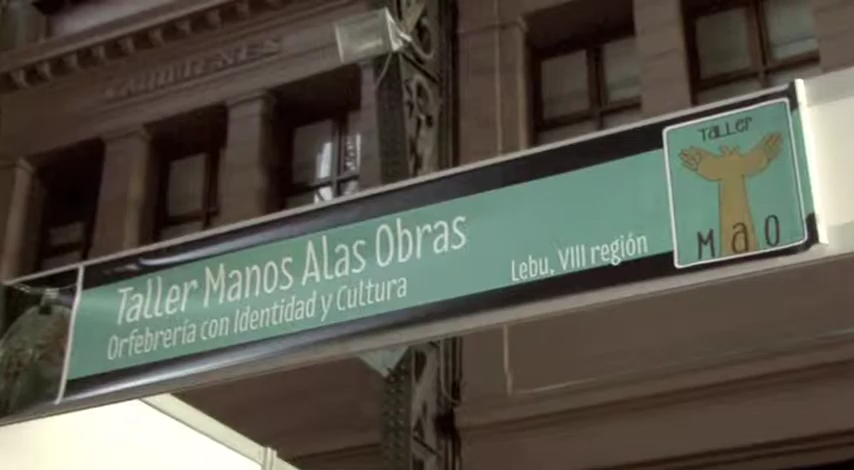 Taller Manos Alas Obras
Orfebrería con Identidad y Cultura
Lebu, VIII región
Taller
Mao